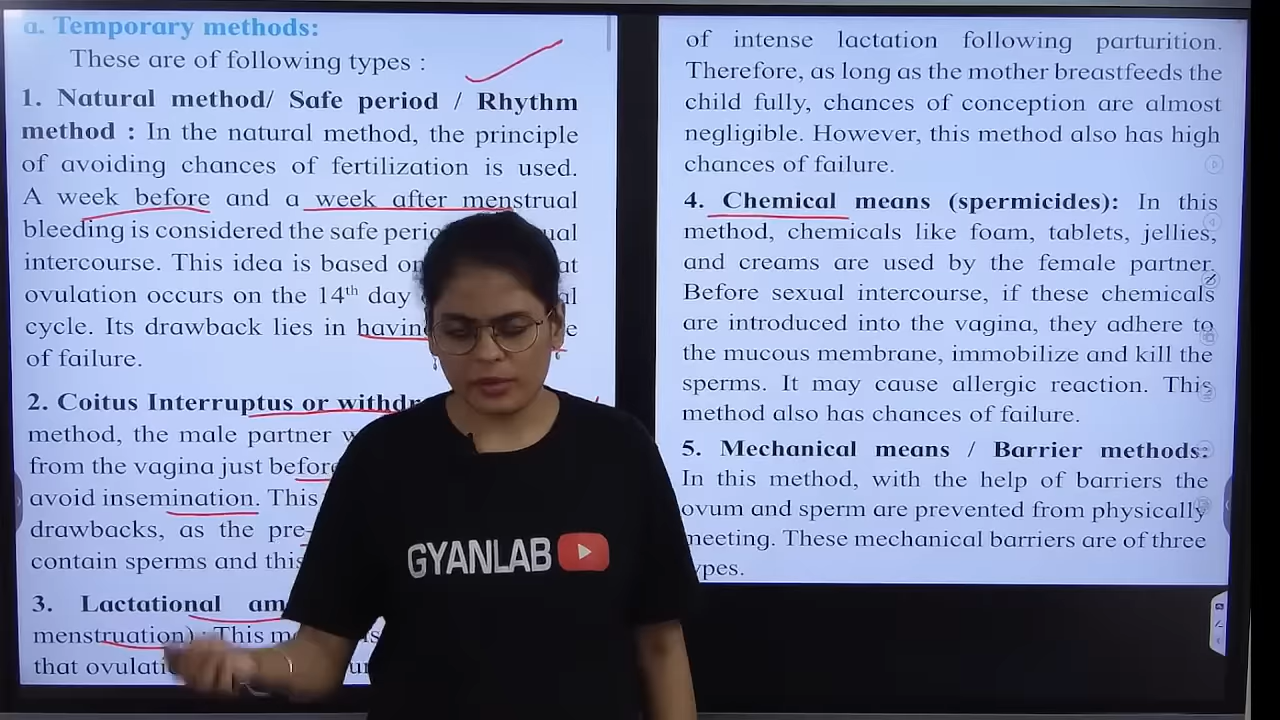 a. Temporary methods:
These are of following types :
1. Natural method/ Safe period / Rhythm
method : In the natural method, the principle
of avoiding chances of fertilization is used.
A week before and a week after menstrual
bleeding is considered the safe
intercourse. This idea is based
ovulation occurs on the 14th day
cycle. Its drawback lies in
of failure.
2. Coitus Interruptus or
method, the male partner
from the vagina just
avoid insemination. This
drawbacks, as the
contain sperms and this
3. Lactational
menstruation) : This
that
of intense lactation following parturition.
Therefore, as long as the mother breastfeeds the
child fully, chances of conception are almost
negligible. However, this method also has high
chances of failure.
4. Chemical means (spermicides): In this
method, chemicals like foam, tablets, jellies,
and creams are used by the female partner.
Before sexual intercourse, if these chemicals
are introduced into the vagina, they adhere to
the mucous membrane, immobilize and kill the
sperms. It may cause allergic reaction. This
method also has chances of failure.
5. Mechanical means / Barrier methods:
In this method, with the help of barriers the
ovum and sperm are prevented from physically
meeting. These mechanical barriers are of three
ypes.
GYANLAB